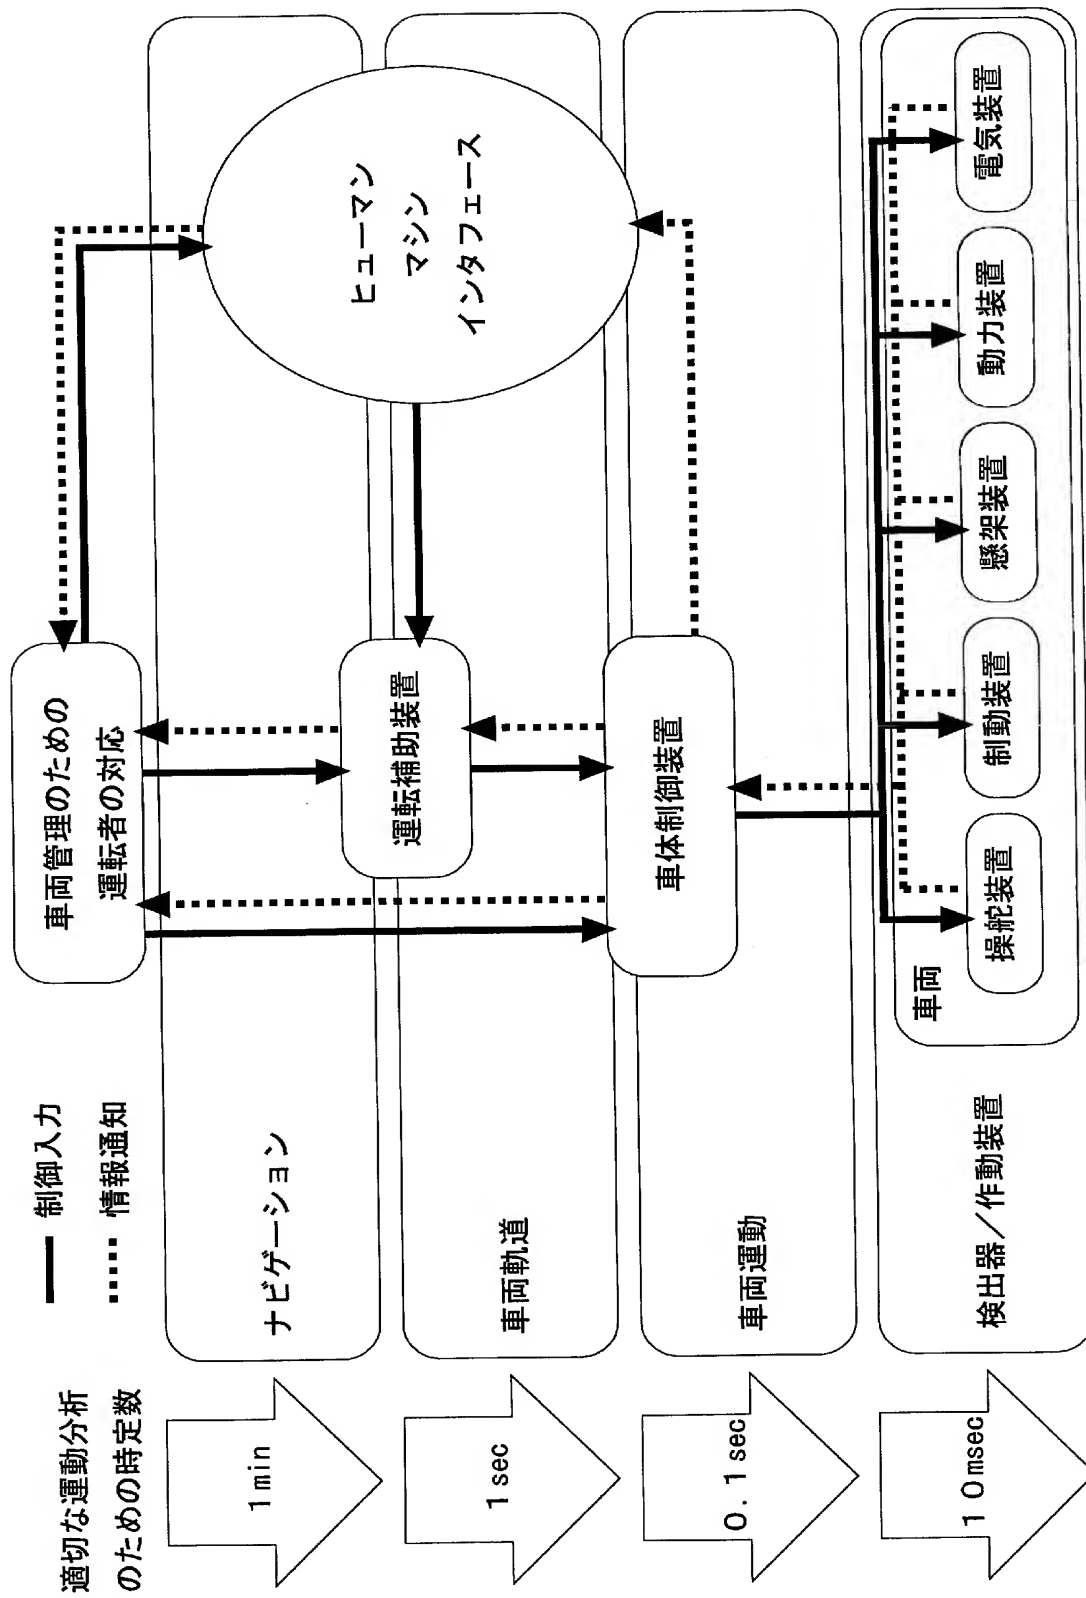 適切な運動分析
のための時定数
制御入力
情報通知
車両管理のための
運転者の対応
1min
ナビゲーション
ヒューマン
マシン
インタフェース
1sec
車両軌道
運転補助装置
0.1sec
車両運動
車体制御装置
10msec
検出器/作動装置
車両
操舵装置
制動装置
懸架装置
動力装置
電気装置